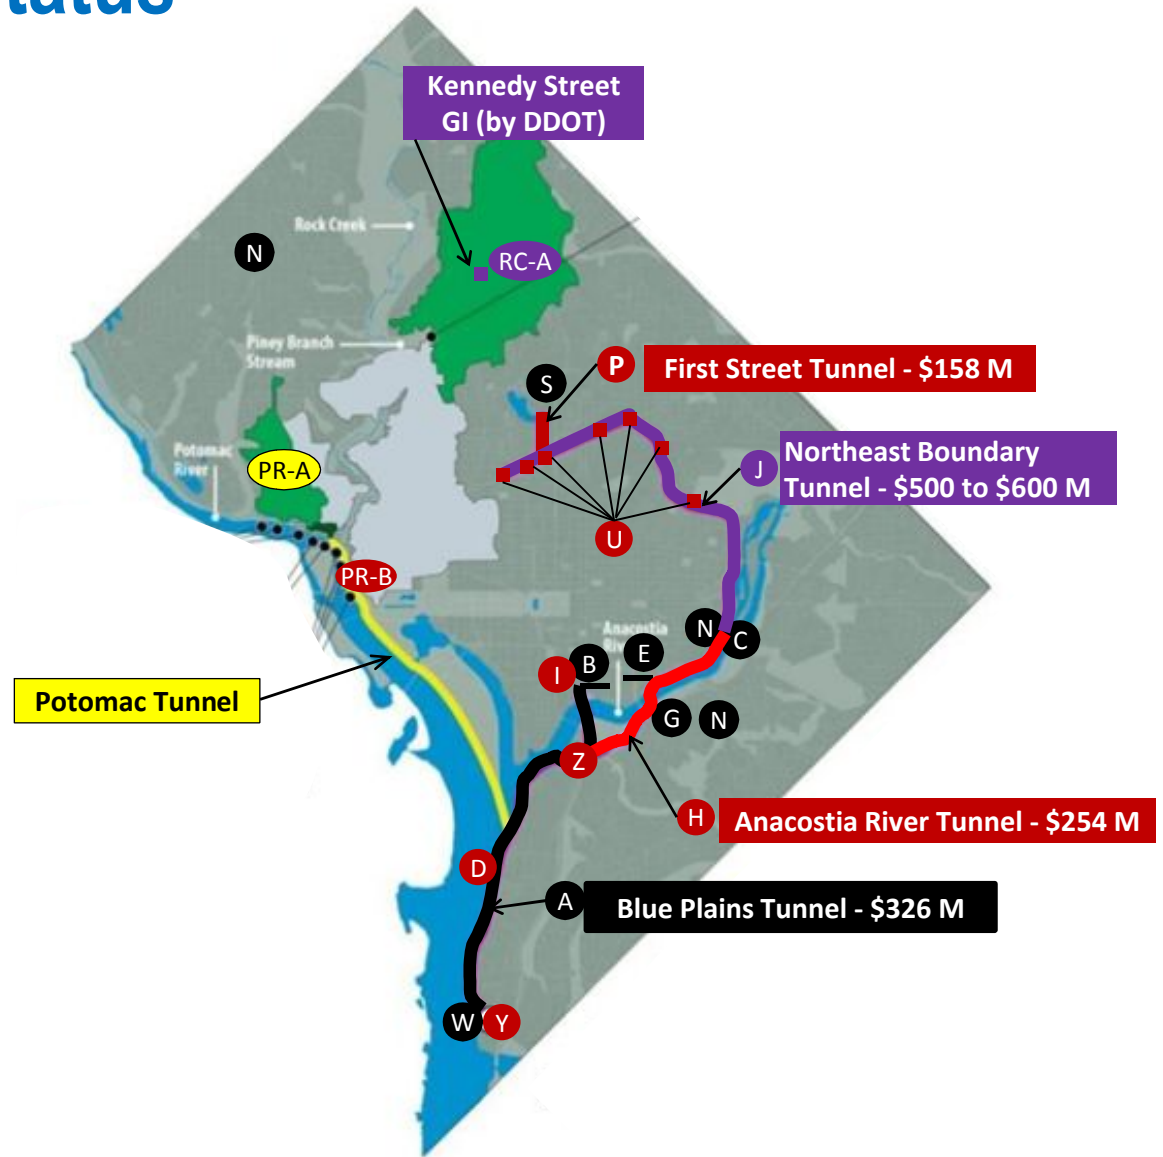 Kennedy Street
GI (by DDOT)
Rock Creek
N
RC-A
Piney Branch
Stream
S
P
First Street Tunnel - $158 M
Potomac
River
PR-A
J
Northeast Boundary
Tunnel - $500 to $600 M
U
PR-B
Anacostia
N
C
I
B
E
Potomac Tunnel
G
N
Z
H
Anacostia River Tunnel - $254 M
D
A
Blue Plains Tunnel - $326 M
W
Y